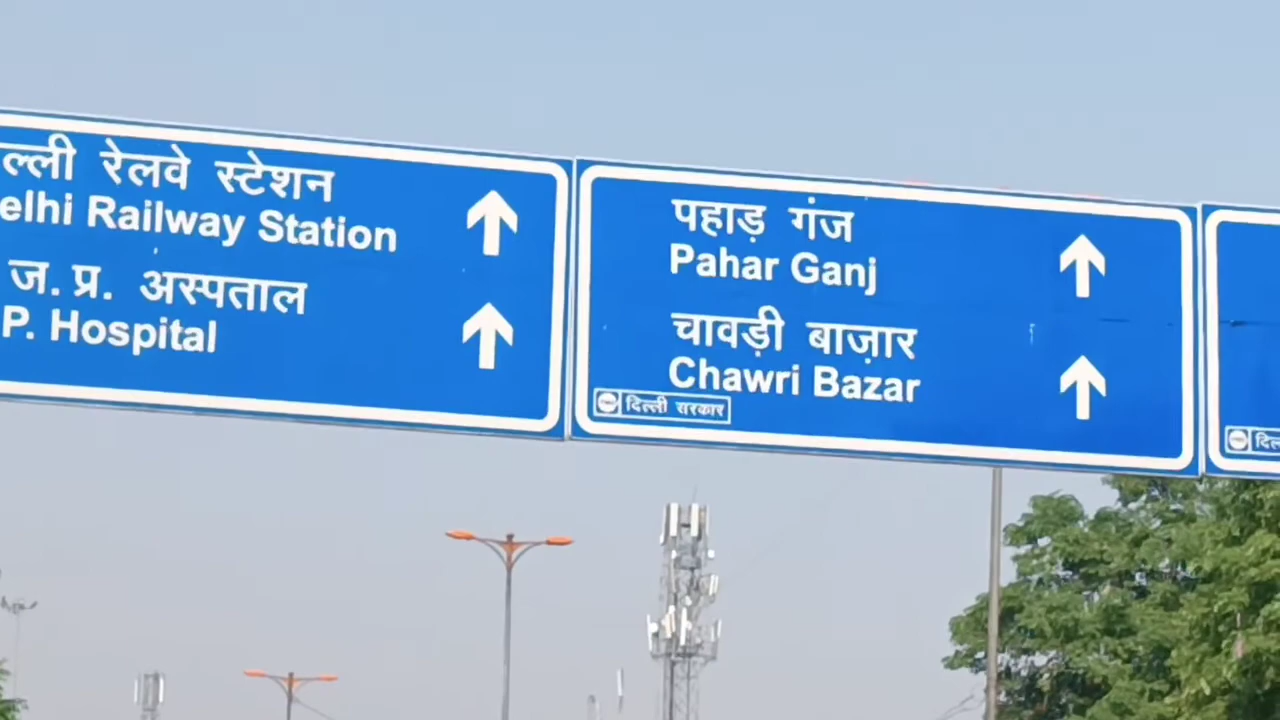 ल्ली रेलवे स्टेशन
elhi Railway Station
ज.प्र. अस्पताल
P. Hospital
पहाड़ गंज
Pahar Ganj
चावड़ी बाज़ार
Chawri Bazar
दिल्ली सरकार